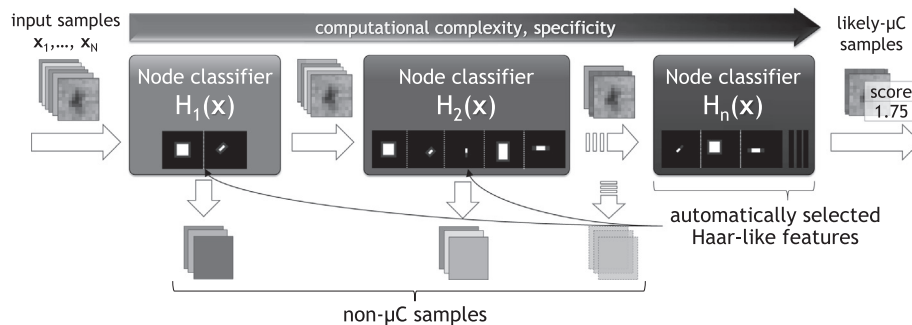 input samples
x1,..., xN
computational complexity, specificity
likely-μC
samples
Node classifier
H1(x)
Node classifier
H2(x)
Node classifier
Hn(x)
score
1.75
automatically selected
Haar-like features
non-μC samples